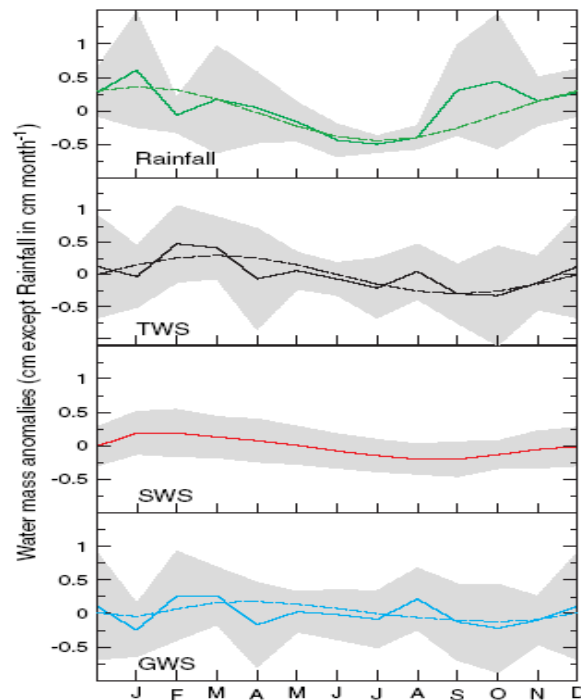 Water mass anomalies (cm except Rainfall in cm month⁻¹)
1
0.5
0
-0.5
Rainfall
1
0.5
0
-0.5
TWS
1
0.5
0
-0.5
SWS
1
0.5
0
-0.5
GWS
J F M A M J J A S O N D